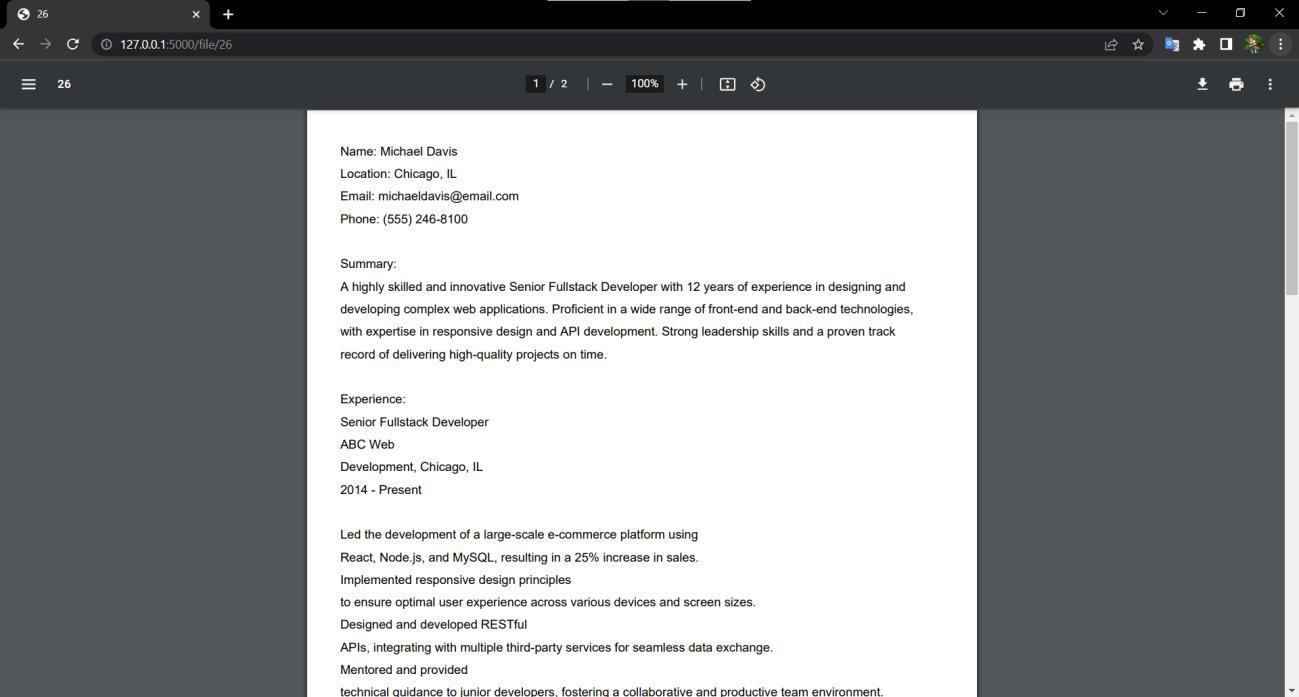 26
127.0.0.1:5000/file/26
26
1 / 2
100%
Name: Michael Davis
Location: Chicago, IL
Email: michaeldavis@email.com
Phone: (555) 246-8100
Summary:
A highly skilled and innovative Senior Fullstack Developer with 12 years of experience in designing and
developing complex web applications. Proficient in a wide range of front-end and back-end technologies,
with expertise in responsive design and API development. Strong leadership skills and a proven track
record of delivering high-quality projects on time.
Experience:
Senior Fullstack Developer
ABC Web
Development, Chicago, IL
2014 - Present
Led the development of a large-scale e-commerce platform using
React, Node.js, and MySQL, resulting in a 25% increase in sales.
Implemented responsive design principles
to ensure optimal user experience across various devices and screen sizes.
Designed and developed RESTful
APIs, integrating with multiple third-party services for seamless data exchange.
Mentored and provided
technical guidance to junior developers, fostering a collaborative and productive team environment.